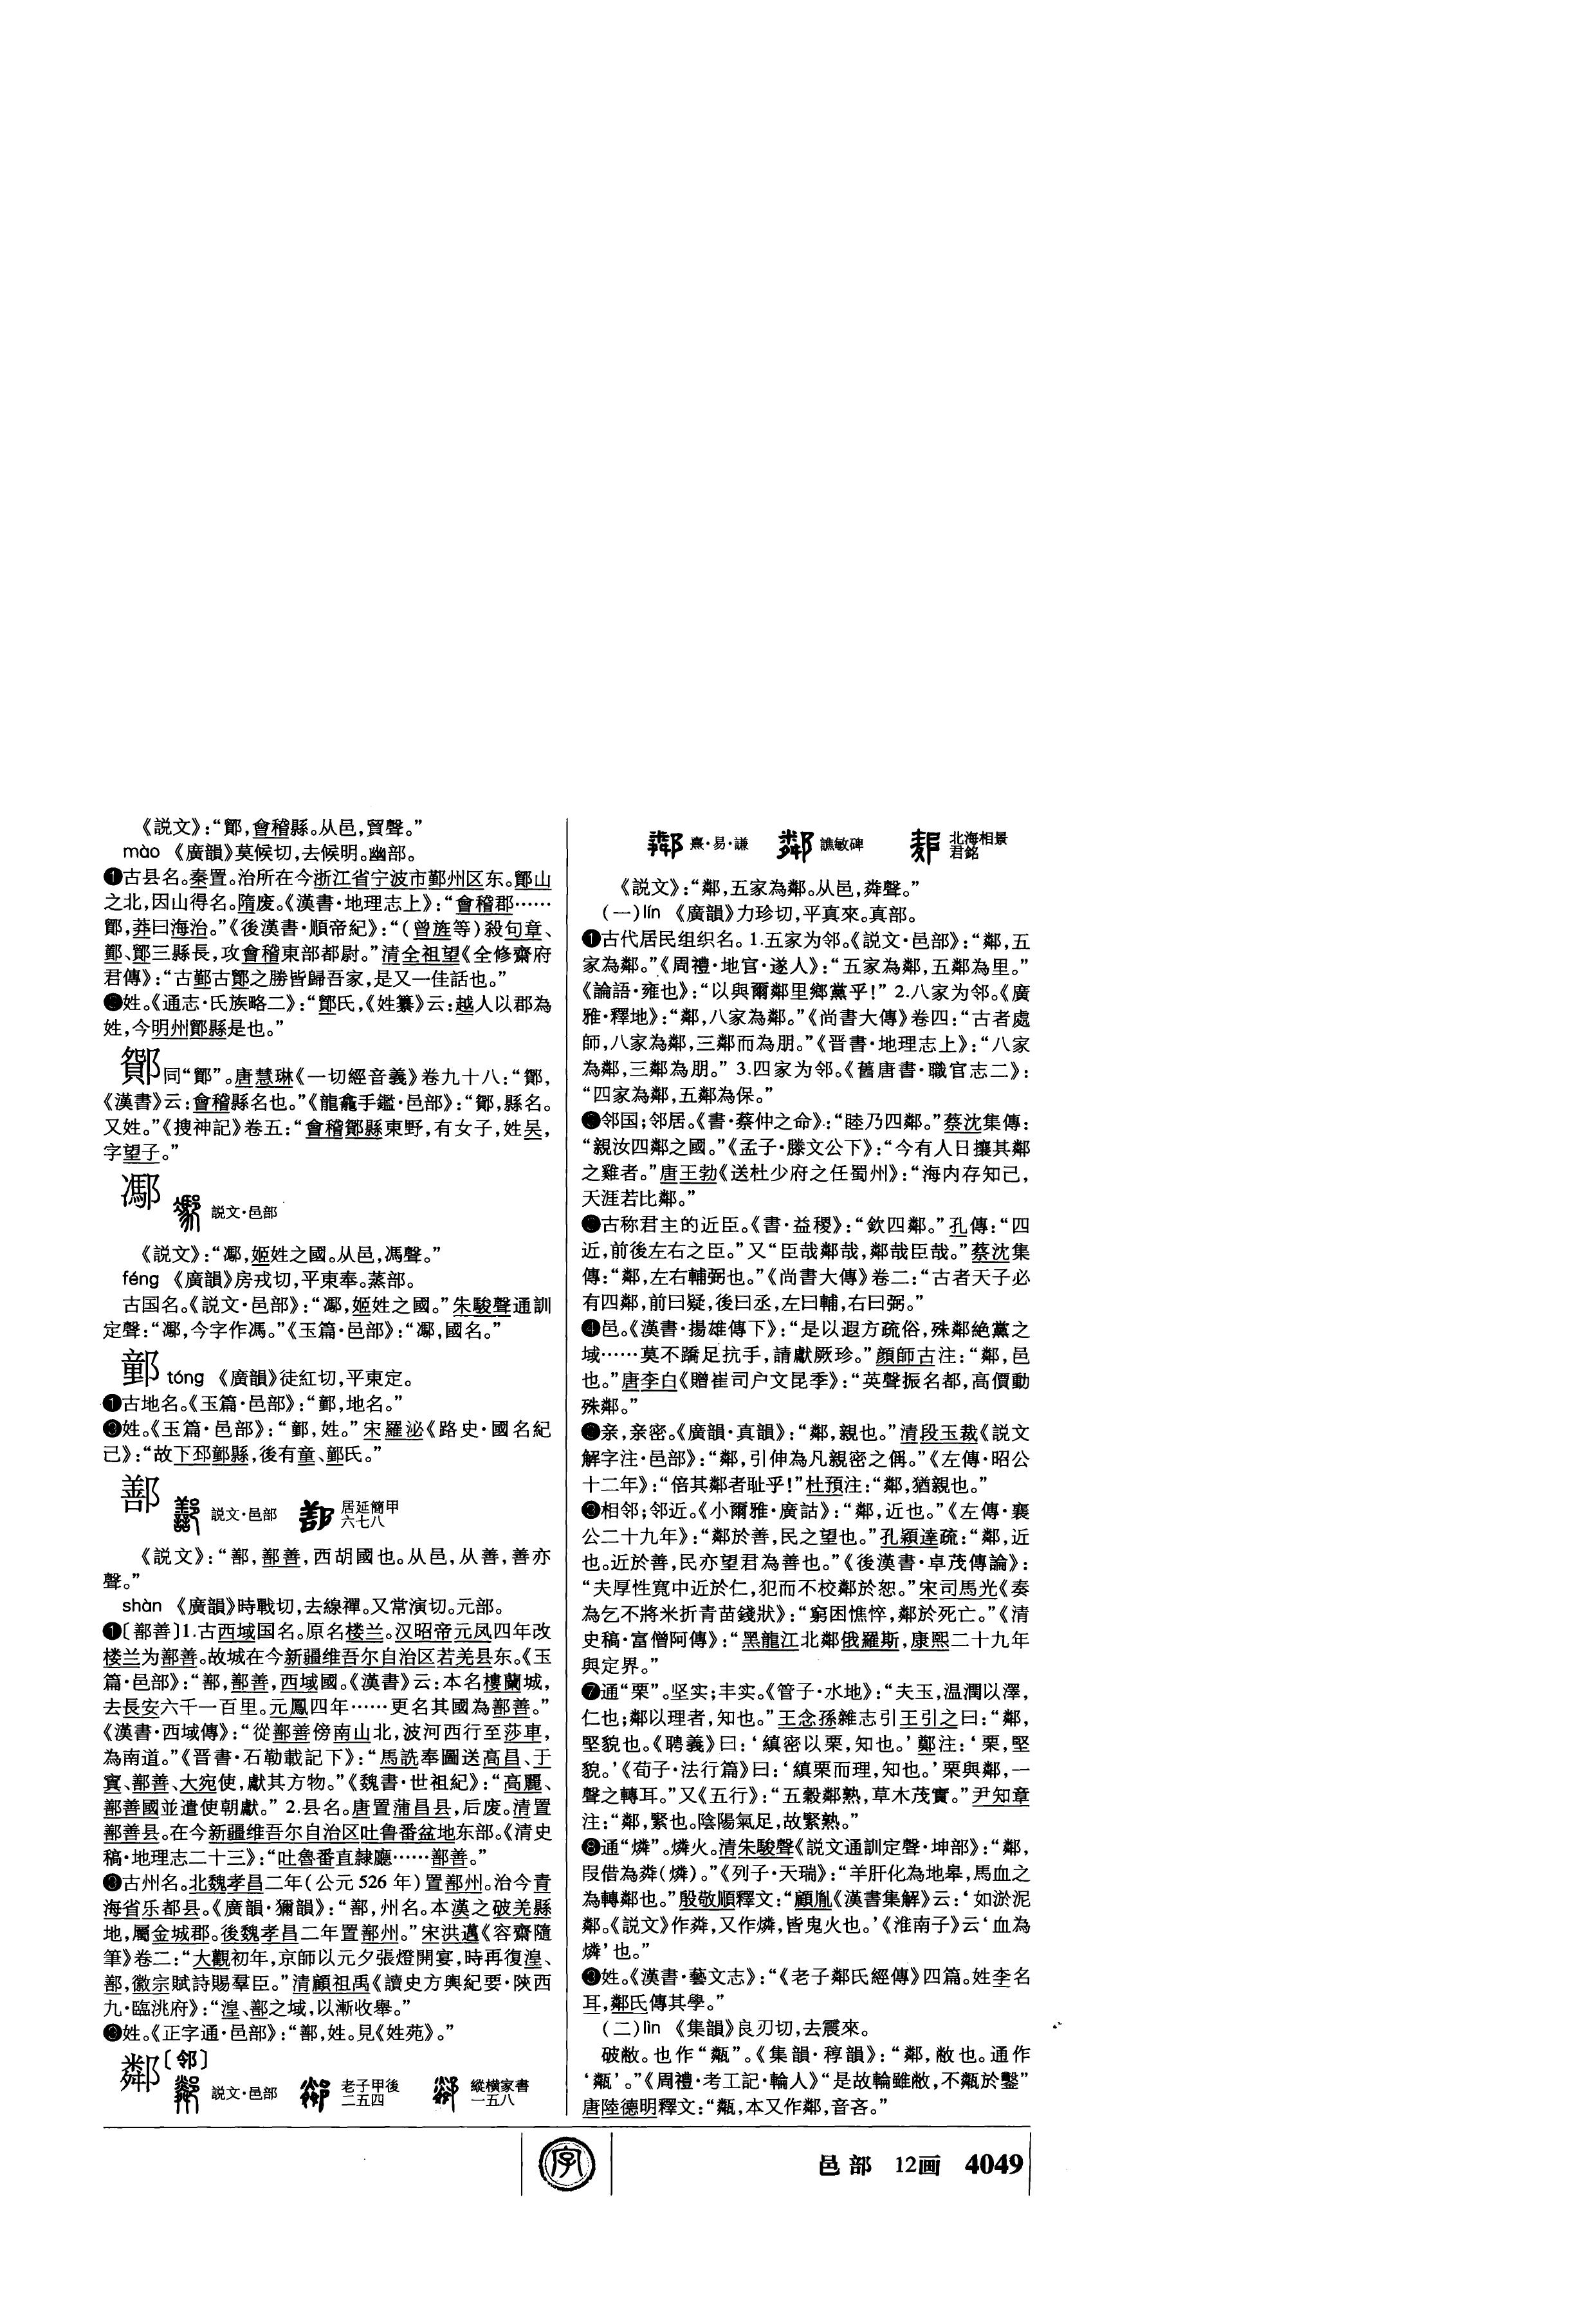 《説文》：“鄮，會稽縣。从邑，貿聲。”
mào 《廣韻》莫候切，去候明。幽部。
❶古县名。秦置。治所在今浙江省宁波市鄞州区东。鄮山
之北，因山得名。隋废。《漢書·地理志上》：“會稽郡……
鄮，莽曰海治。”《後漢書·順帝紀》：“（曾旌等）殺句章、
鄞、鄮三縣長，攻會稽東部都尉。”清全祖望《全修齋府
君傳》：“古鄞古鄮之勝皆歸吾家，是又一佳話也。”
❷姓。《通志·氏族略二》：“鄮氏，《姓纂》云：越人以郡為
姓，今明州鄮縣是也。”
同“鄮”。唐慧琳《一切經音義》卷九十八：“
《漢書》云：會稽縣名也。”《龍龕手鑑·邑部》：“，縣名。
又姓。”《搜神記》卷五：“會稽縣東野，有女子，姓吴，
字望子。”
説文·邑部
《説文》：“，姬姓之國。从邑，馮聲。”
féng 《廣韻》房戎切，平東奉。蒸部。
古国名。《説文·邑部》：“，姬姓之國。”朱駿聲通訓
定聲：“，今字作馮。”《玉篇·邑部》：“，國名。”
鄫 tóng 《廣韻》徒紅切，平東定。
❶古地名。《玉篇·邑部》：“，地名。”
❷姓。《玉篇·邑部》：“，姓。”宋羅泌《路史·國名紀
己》：“故下邳縣，後有童、氏。”
鄯 説文·邑部 居延簡甲六七八
《説文》：“鄯，鄯善，西胡國也。从邑，从善，善亦
聲。”
shàn 《廣韻》時戰切，去線禪。又常演切。元部。
❶〔鄯善〕1.古西域国名。原名楼兰。汉昭帝元凤四年改
楼兰为鄯善。故城在今新疆维吾尔自治区若羌县东。《玉
篇·邑部》：“鄯，鄯善，西域國。《漢書》云：本名樓蘭城，
去長安六千一百里。元鳳四年……更名其國為鄯善。”
《漢書·西域傳》：“從鄯善傍南山北，波河西行至莎車，
為南道。”《晋書·石勒載記下》：“馬詵奉圖送高昌、于
寘、鄯善、大宛使，獻其方物。”《魏書·世祖紀》：“高麗、
鄯善國並遣使朝獻。” 2.县名。唐置蒲昌县，后废。清置
鄯善县。在今新疆维吾尔自治区吐鲁番盆地东部。《清史
稿·地理志二十三》：“吐魯番直隸廳……鄯善。”
❷古州名。北魏孝昌二年（公元526年）置鄯州。治今青
海省乐都县。《廣韻·獮韻》：“鄯，州名。本漢之破羌縣
地，屬金城郡。後魏孝昌二年置鄯州。”宋洪邁《容齋隨
筆》卷二：“大觀初年，京師以元夕張燈開宴，時再復湟、
鄯，徽宗賦詩賜羣臣。”清顧祖禹《讀史方輿紀要·陝西
九·臨洮府》：“湟、鄯之域，以漸收舉。”
❸姓。《正字通·邑部》：“鄯，姓。見《姓苑》。”
鄰〔邻〕 説文·邑部 老子甲後二五四 縱横家書一五八
熹·易·謙 譙敏碑 北海相景君銘
《説文》：“鄰，五家為鄰。从邑，粦聲。”
（一）lín 《廣韻》力珍切，平真來。真部。
❶古代居民组织名。1.五家为邻。《説文·邑部》：“鄰，五
家為鄰。”《周禮·地官·遂人》：“五家為鄰，五鄰為里。”
《論語·雍也》：“以與爾鄰里鄉黨乎！” 2.八家为邻。《廣
雅·釋地》：“鄰，八家為鄰。”《尚書大傳》卷四：“古者處
師，八家為鄰，三鄰而為朋。”《晋書·地理志上》：“八家
為鄰，三鄰為朋。” 3.四家为邻。《舊唐書·職官志二》：
“四家為鄰，五鄰為保。”
❷邻国；邻居。《書·蔡仲之命》：“睦乃四鄰。”蔡沈集傳：
“親汝四鄰之國。”《孟子·滕文公下》：“今有人日攘其鄰
之雞者。”唐王勃《送杜少府之任蜀州》：“海内存知己，
天涯若比鄰。”
❸古称君主的近臣。《書·益稷》：“欽四鄰。”孔傳：“四
近，前後左右之臣。”又“臣哉鄰哉，鄰哉臣哉。”蔡沈集
傳：“鄰，左右輔弼也。”《尚書大傳》卷二：“古者天子必
有四鄰，前曰疑，後曰丞，左曰輔，右曰弼。”
❹邑。《漢書·揚雄傳下》：“是以遐方疏俗，殊鄰絶黨之
域……莫不蹻足抗手，請獻厥珍。”顔師古注：“鄰，邑
也。”唐李白《贈崔司户文昆季》：“英聲振名都，高價動
殊鄰。”
❺亲，亲密。《廣韻·真韻》：“鄰，親也。”清段玉裁《説文
解字注·邑部》：“鄰，引伸為凡親密之偁。”《左傳·昭公
十二年》：“倍其鄰者耻乎！”杜預注：“鄰，猶親也。”
❻相邻；邻近。《小爾雅·廣詁》：“鄰，近也。”《左傳·襄
公二十九年》：“鄰於善，民之望也。”孔穎達疏：“鄰，近
也。近於善，民亦望君為善也。”《後漢書·卓茂傳論》：
“夫厚性寬中近於仁，犯而不校鄰於恕。”宋司馬光《奏
為乞不將米折青苗錢狀》：“窮困憔悴，鄰於死亡。”《清
史稿·富僧阿傳》：“黑龍江北鄰俄羅斯，康熙二十九年
與定界。”
❼通“栗”。坚实；丰实。《管子·水地》：“夫玉，温潤以澤，
仁也；鄰以理者，知也。”王念孫雜志引王引之曰：“鄰，
堅貌也。《聘義》曰：‘縝密以栗，知也。’鄭注：‘栗，堅
貌。’《荀子·法行篇》曰：‘縝栗而理，知也。’栗與鄰，一
聲之轉耳。”又《五行》：“五穀鄰熟，草木茂實。”尹知章
注：“鄰，緊也。陰陽氣足，故緊熟。”
❽通“燐”。燐火。清朱駿聲《説文通訓定聲·坤部》：“鄰，
叚借為粦（燐）。”《列子·天瑞》：“羊肝化為地臯，馬血之
為轉鄰也。”殷敬順釋文：“顧胤《漢書集解》云：‘如淤泥
鄰。《説文》作粦，又作燐，皆鬼火也。’《淮南子》云‘血為
燐’也。”
❾姓。《漢書·藝文志》：“《老子鄰氏經傳》四篇。姓李名
耳，鄰氏傳其學。”
（二）lìn 《集韻》良刃切，去震來。
破敝。也作“甐”。《集韻·稕韻》：“鄰，敝也。通作
‘甐’。”《周禮·考工記·輪人》“是故輪雖敝，不甐於鑿”
唐陸德明釋文：“甐，本又作鄰，音吝。”
字
邑部 12画 4049